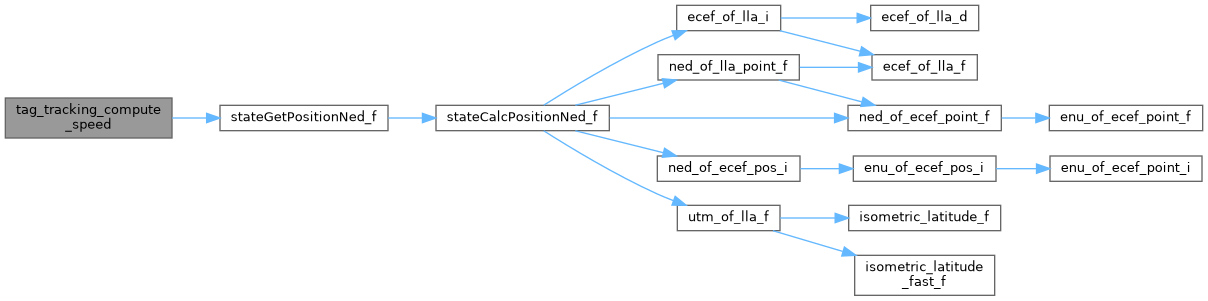 tag_tracking_compute
_speed
stateGetPositionNed_f
stateCalcPositionNed_f
ecef_of_lla_i
ecef_of_lla_d
ned_of_lla_point_f
ecef_of_lla_f
ned_of_ecef_point_f
enu_of_ecef_point_f
ned_of_ecef_pos_i
enu_of_ecef_pos_i
enu_of_ecef_point_i
utm_of_lla_f
isometric_latitude_f
isometric_latitude
_fast_f